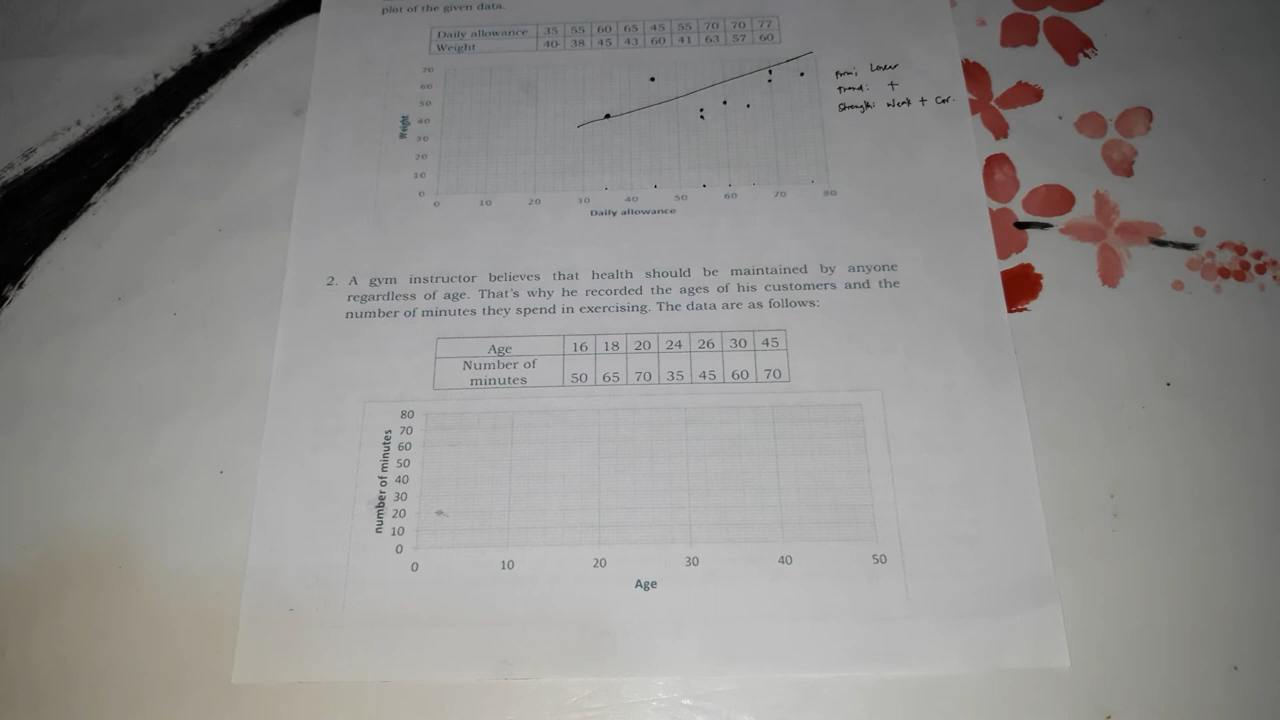 plot of the given data.
Daily allowance 35 55 60 65 45 55 70 70 77
Weight 40 38 45 43 60 41 63 57 60
70
60
50
40
30
20
10
0
Weight
0 10 20 30 40 50 60 70 80
Daily allowance
Form: Linear
Trend: +
Strength: Weak + Cor.
2. A gym instructor believes that health should be maintained by anyone
regardless of age. That's why he recorded the ages of his customers and the
number of minutes they spend in exercising. The data are as follows:
Age 16 18 20 24 26 30 45
Number of
minutes 50 65 70 35 45 60 70
80
70
60
50
40
30
20
10
0
number of minutes
0 10 20 30 40 50
Age